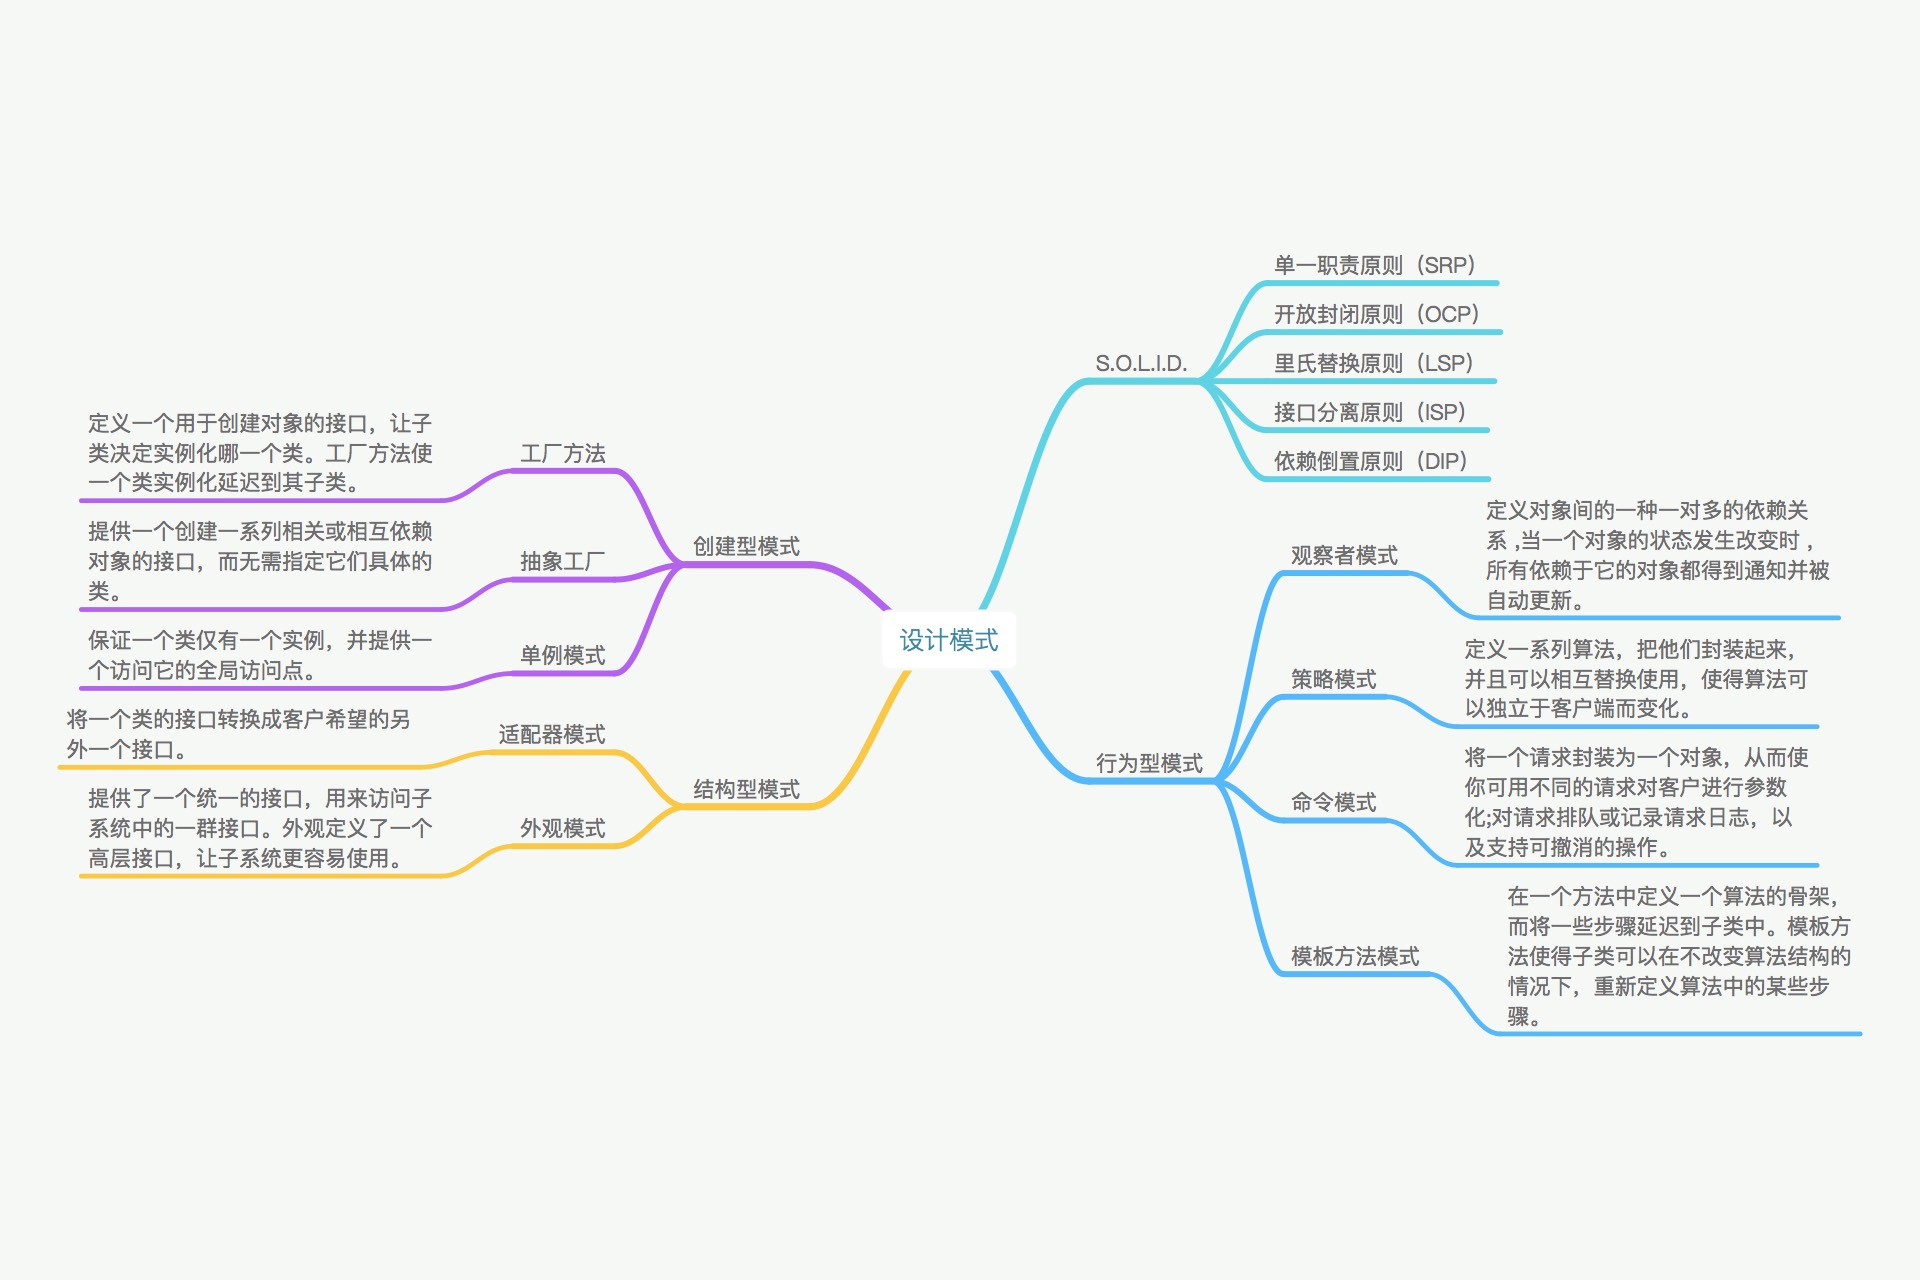 设计模式
S.O.L.I.D.
单一职责原则（SRP）
开放封闭原则（OCP）
里氏替换原则（LSP）
接口分离原则（ISP）
依赖倒置原则（DIP）
行为型模式
观察者模式
定义对象间的一种一对多的依赖关
系 ,当一个对象的状态发生改变时 ,
所有依赖于它的对象都得到通知并被
自动更新。
策略模式
定义一系列算法，把他们封装起来，
并且可以相互替换使用，使得算法可
以独立于客户端而变化。
命令模式
将一个请求封装为一个对象，从而使
你可用不同的请求对客户进行参数
化;对请求排队或记录请求日志，以
及支持可撤消的操作。
模板方法模式
在一个方法中定义一个算法的骨架，
而将一些步骤延迟到子类中。模板方
法使得子类可以在不改变算法结构的
情况下，重新定义算法中的某些步
骤。
创建型模式
工厂方法
定义一个用于创建对象的接口，让子
类决定实例化哪一个类。工厂方法使
一个类实例化延迟到其子类。
抽象工厂
提供一个创建一系列相关或相互依赖
对象的接口，而无需指定它们具体的
类。
单例模式
保证一个类仅有一个实例，并提供一
个访问它的全局访问点。
结构型模式
适配器模式
将一个类的接口转换成客户希望的另
外一个接口。
外观模式
提供了一个统一的接口，用来访问子
系统中的一群接口。外观定义了一个
高层接口，让子系统更容易使用。